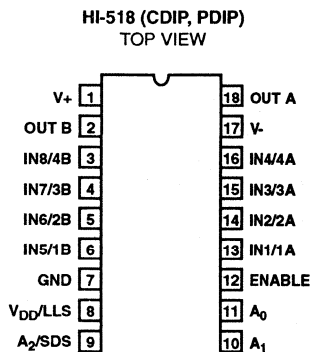 HI-518 (CDIP, PDIP)
TOP VIEW
V+ 1 18 OUT A
OUT B 2 17 V-
IN8/4B 3 16 IN4/4A
IN7/3B 4 15 IN3/3A
IN6/2B 5 14 IN2/2A
IN5/1B 6 13 IN1/1A
GND 7 12 ENABLE
VDD/LLS 8 11 A0
A2/SDS 9 10 A1